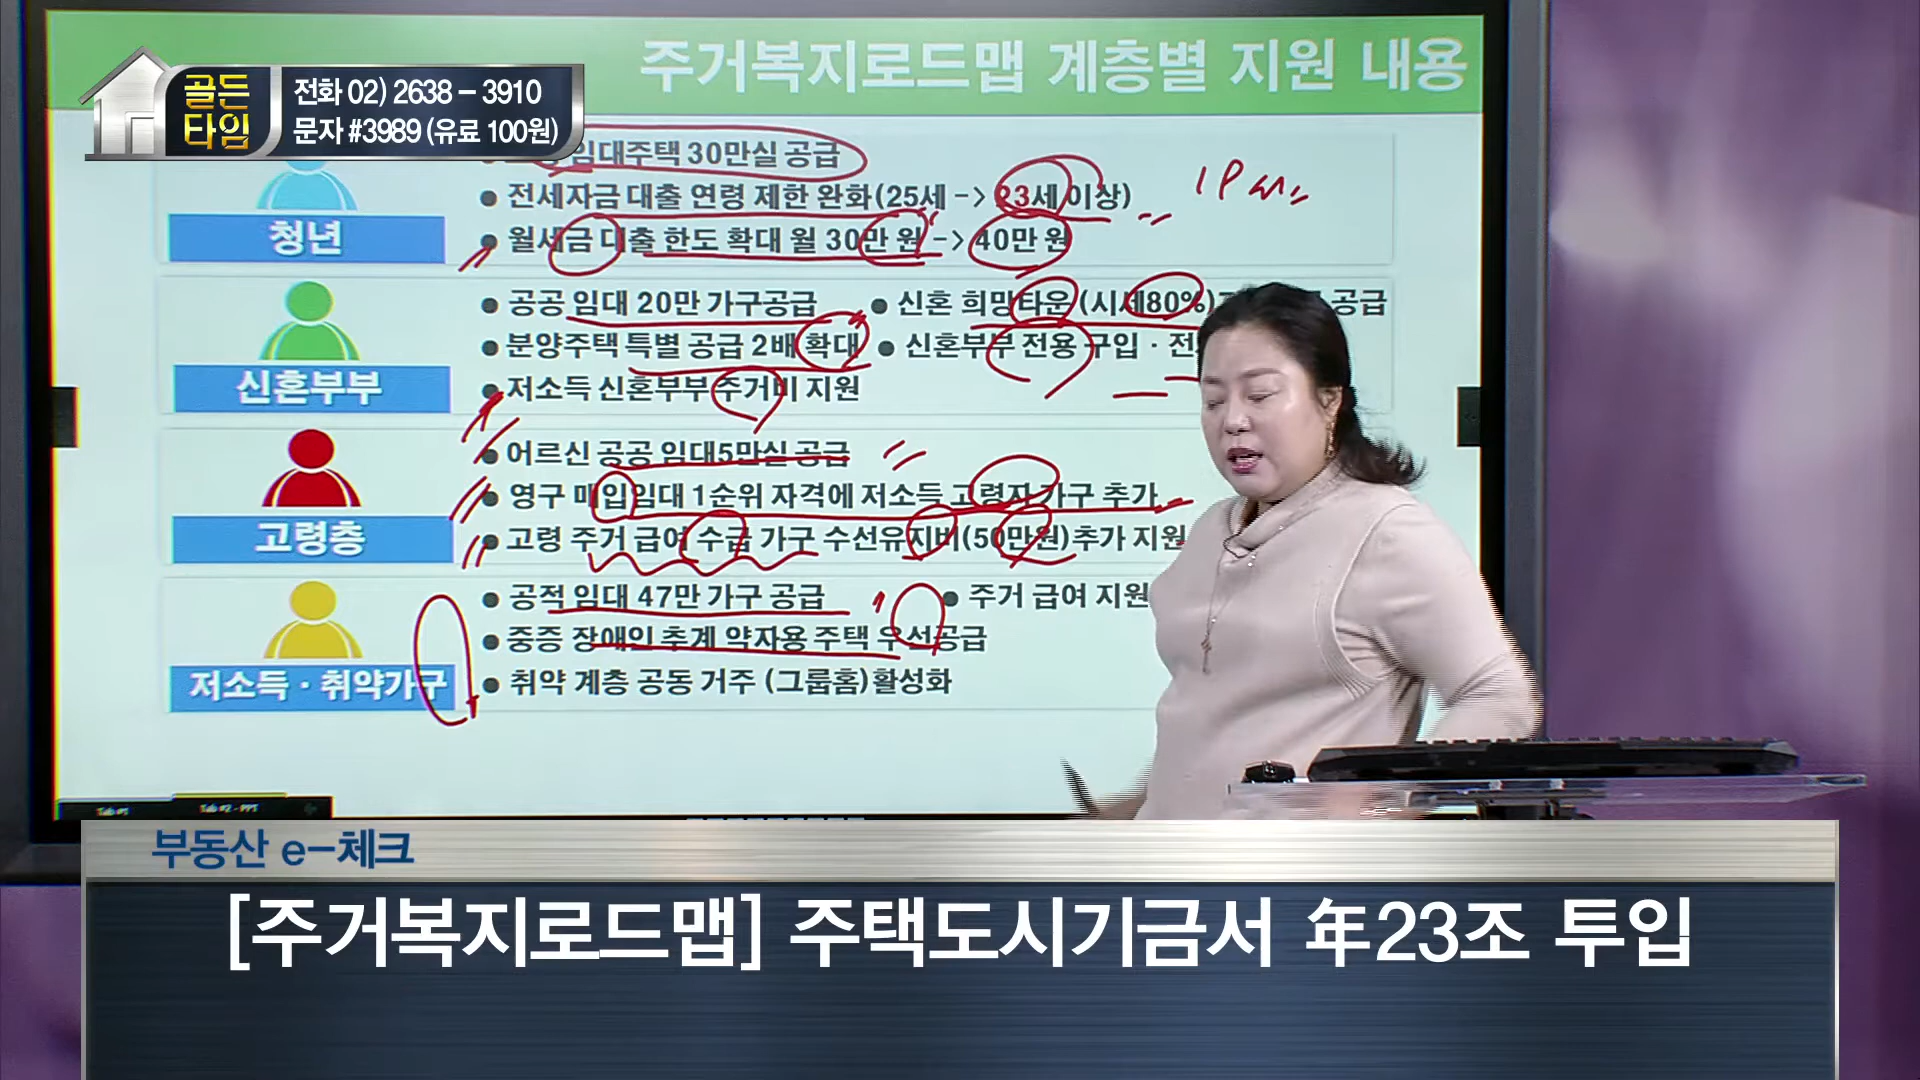 주거복지로드맵 계층별 지원 내용
골든
타임
전화 02) 2638 - 3910
문자 #3989 (유료 100원)
임대주택 30만실 공급
● 전세자금 대출 연령 제한 완화(25세 -> 23세 이상)
● 월세금 대출 한도 확대 월 30만 원 -> 40만 원
청년
● 공공 임대 20만 가구공급 ● 신혼 희망타운 (시세80%) 공급
● 분양주택 특별 공급 2배 확대 ● 신혼부부 전용 구입 · 전
● 저소득 신혼부부 주거비 지원
신혼부부
● 어르신 공공 임대5만실 공급
● 영구 매입임대 1순위 자격에 저소득 고령자 가구 추가
● 고령 주거 급여 수급 가구 수선유지비(50만원)추가 지원
고령층
● 공적 임대 47만 가구 공급 ● 주거 급여 지원
● 중증 장애인 추계 약자용 주택 우선공급
● 취약 계층 공동 거주 (그룹홈)활성화
저소득 · 취약가구
부동산 e-체크
[주거복지로드맵] 주택도시기금서 年23조 투입